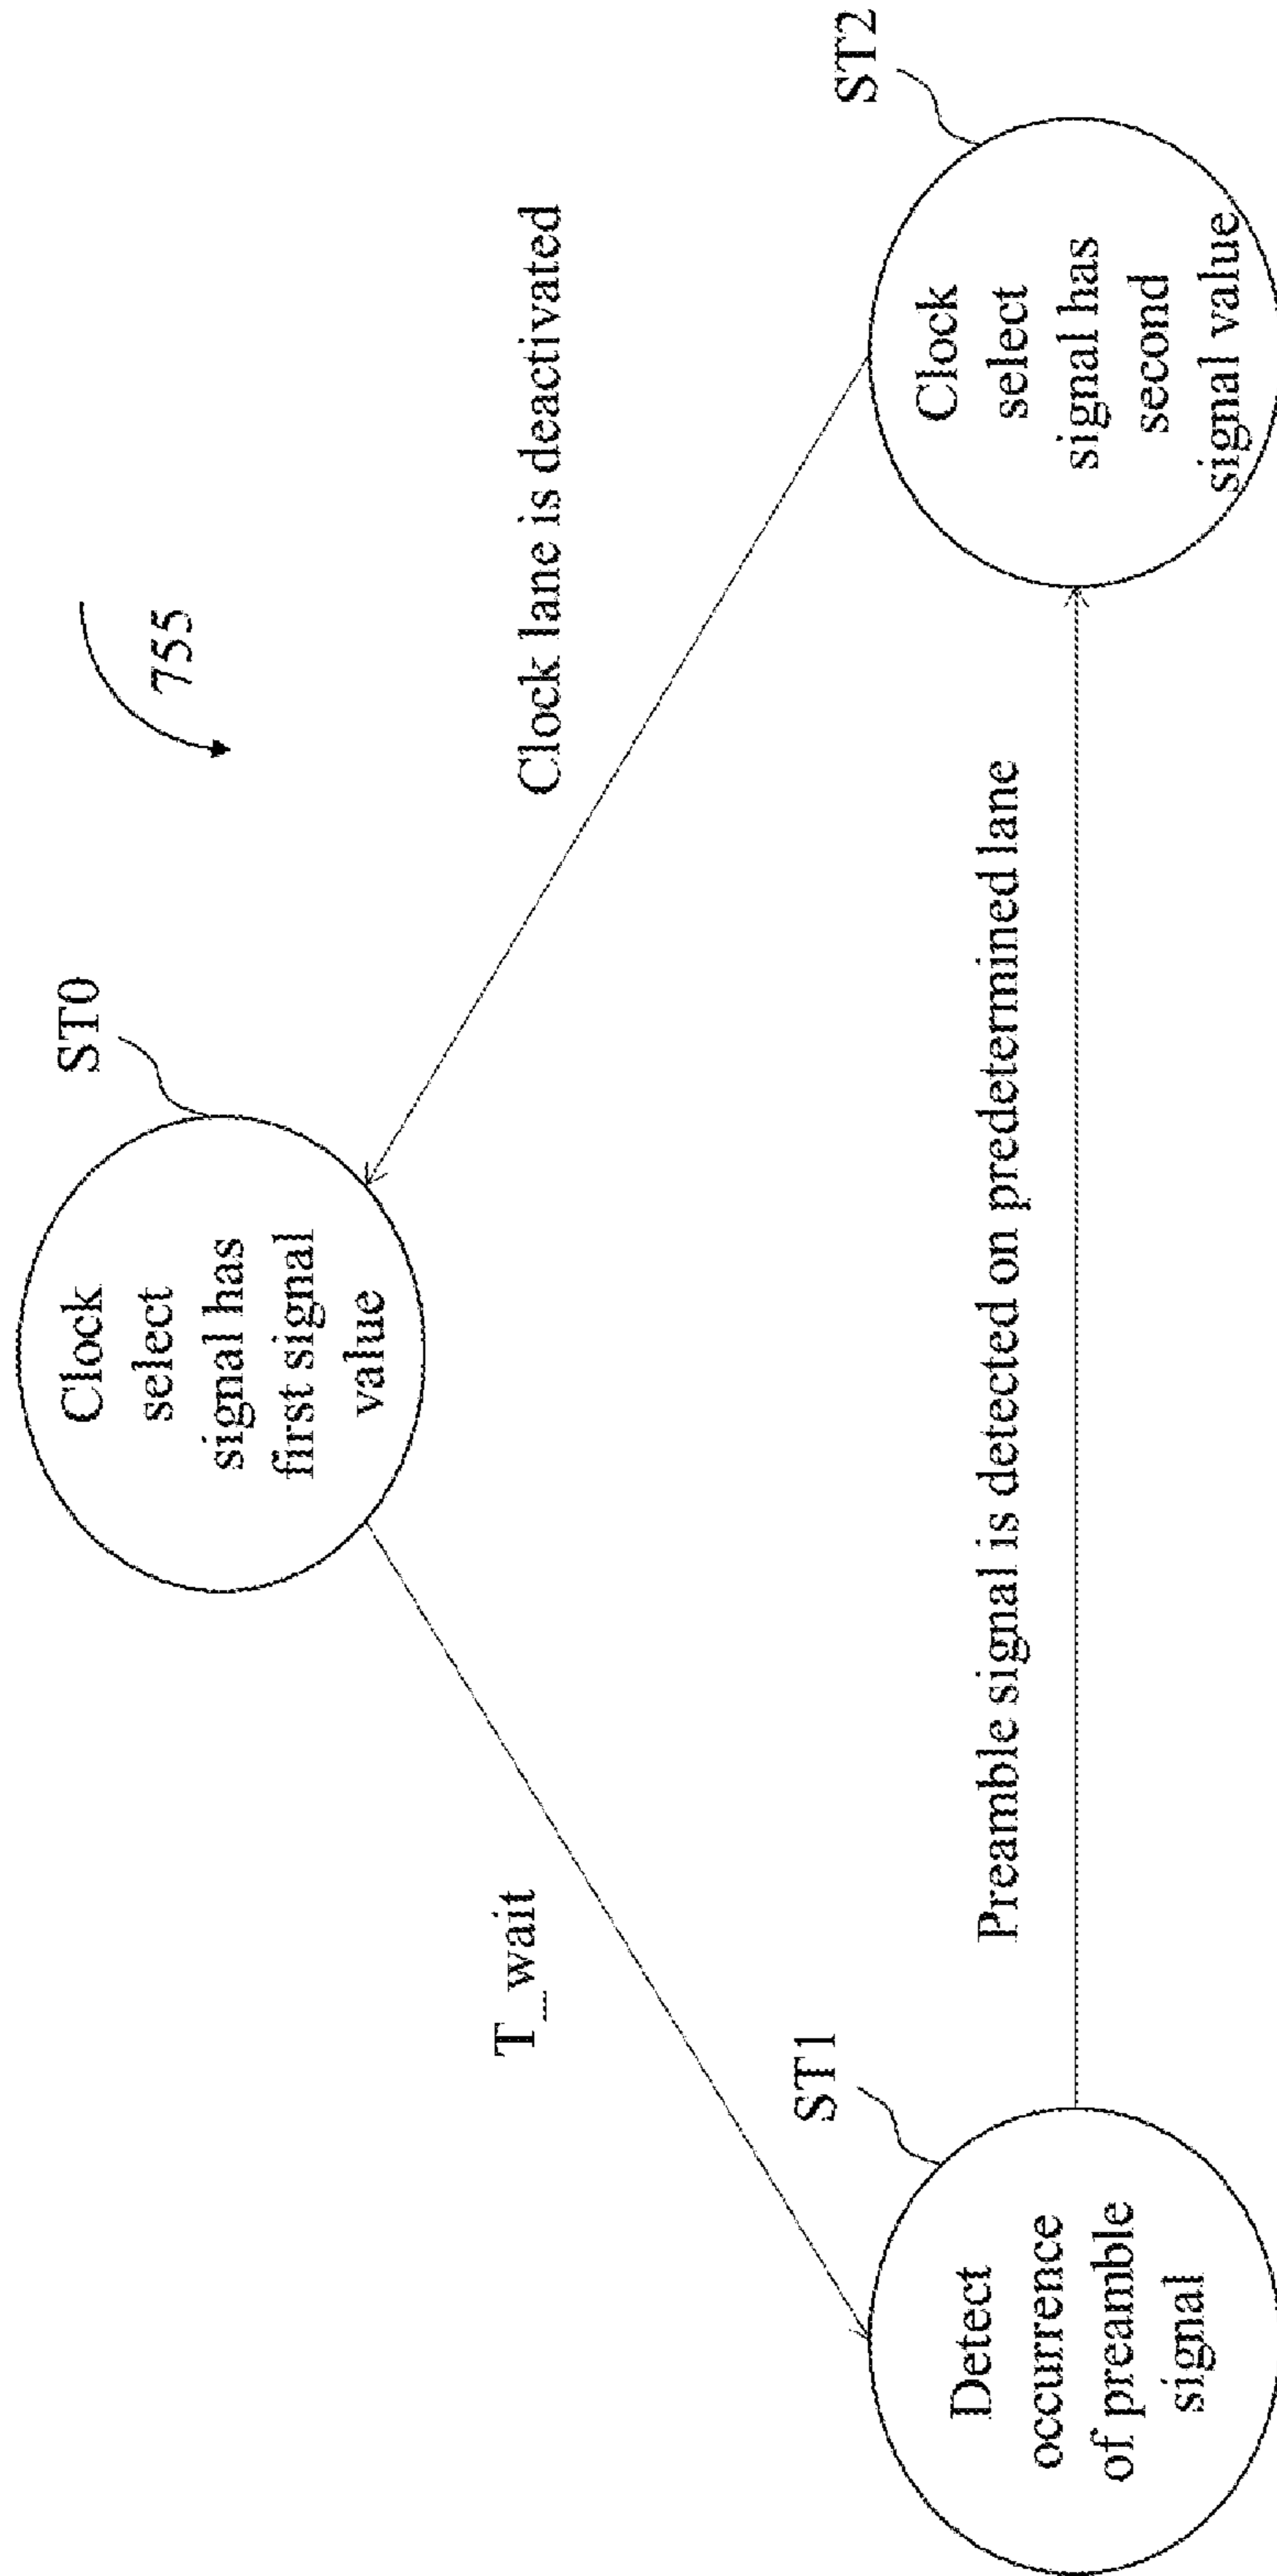 755
ST0
Clock
select
signal has
first signal
value
T_wait
Clock lane is deactivated
ST1
Detect
occurrence
of preamble
signal
Preamble signal is detected on predetermined lane
ST2
Clock
select
signal has
second
signal value